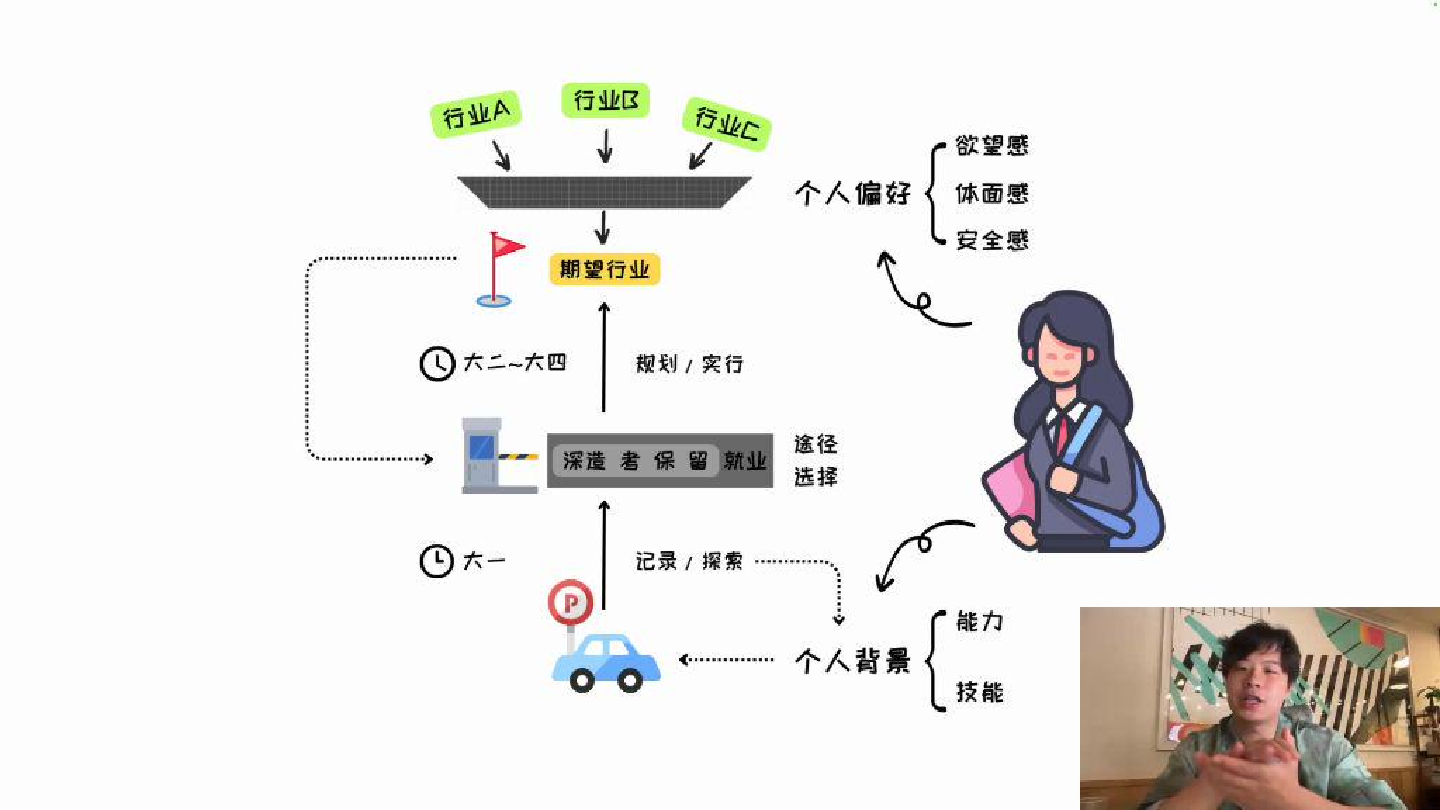 行业A
行业B
行业C
个人偏好
欲望感
体面感
安全感
期望行业
大二~大四
规划 / 实行
深造 者 保 留 就业
途径
选择
大一
记录 / 探索
P
个人背景
能力
技能